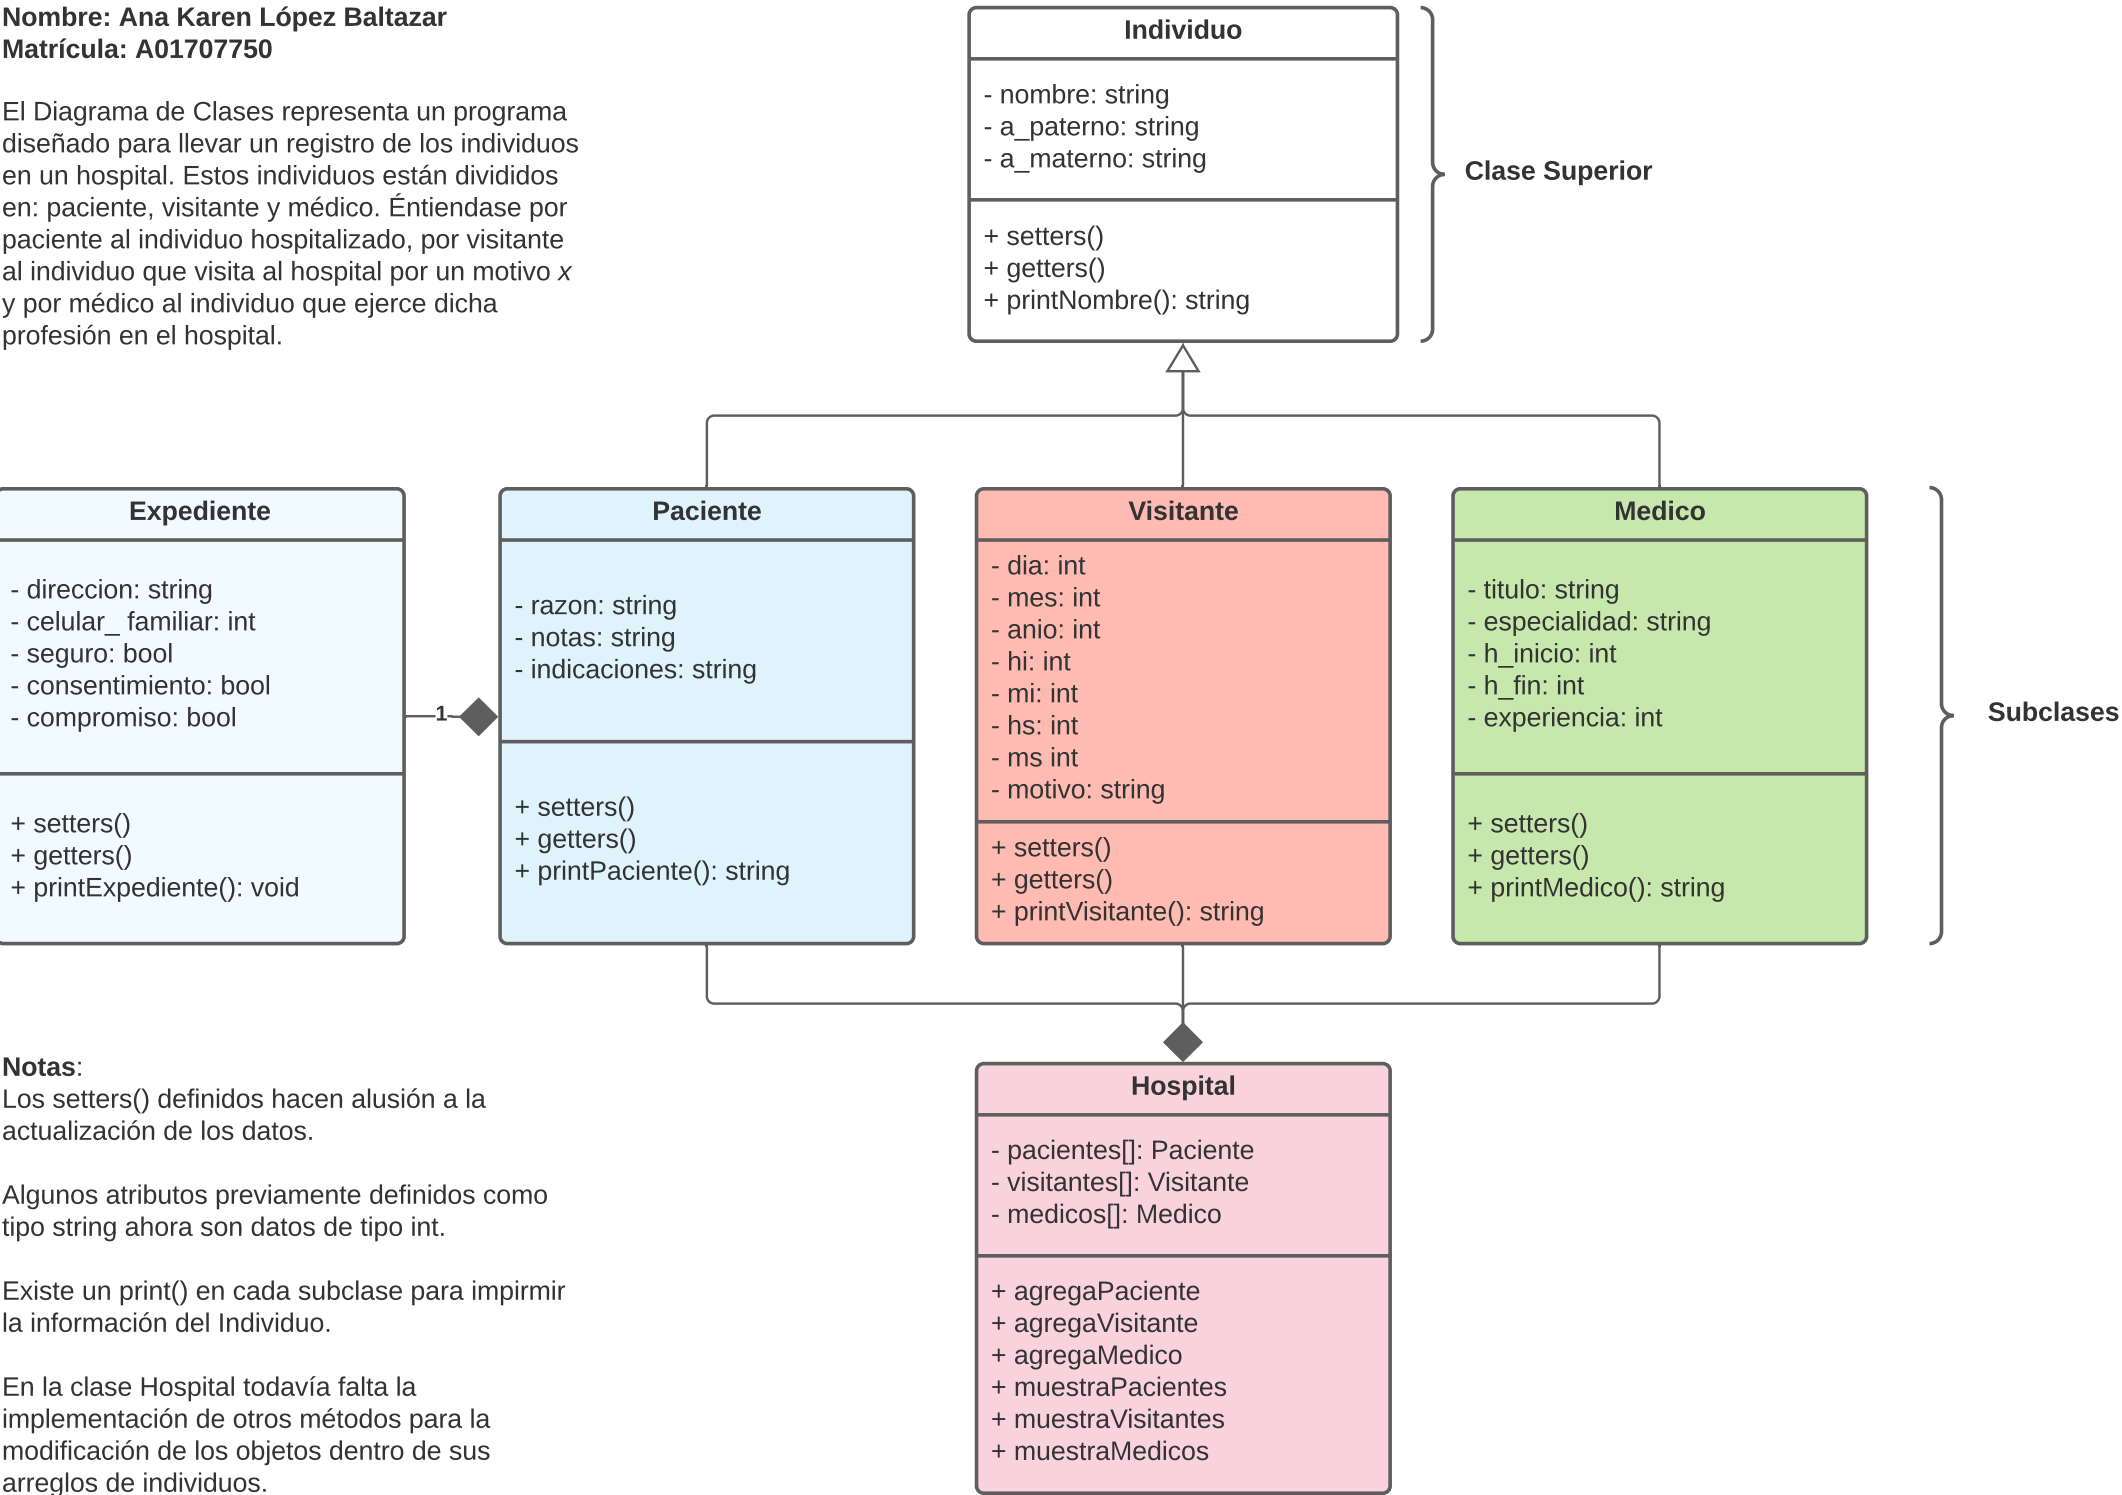 Nombre: Ana Karen López Baltazar
Matrícula: A01707750
El Diagrama de Clases representa un programa
diseñado para llevar un registro de los individuos
en un hospital. Estos individuos están divididos
en: paciente, visitante y médico. Éntiendase por
paciente al individuo hospitalizado, por visitante
al individuo que visita al hospital por un motivo x
y por médico al individuo que ejerce dicha
profesión en el hospital.
Individuo
- nombre: string
- a_paterno: string
- a_materno: string
+ setters()
+ getters()
+ printNombre(): string
Clase Superior
Expediente
- direccion: string
- celular_ familiar: int
- seguro: bool
- consentimiento: bool
- compromiso: bool
+ setters()
+ getters()
+ printExpediente(): void
1
Paciente
- razon: string
- notas: string
- indicaciones: string
+ setters()
+ getters()
+ printPaciente(): string
Visitante
- dia: int
- mes: int
- anio: int
- hi: int
- mi: int
- hs: int
- ms int
- motivo: string
+ setters()
+ getters()
+ printVisitante(): string
Medico
- titulo: string
- especialidad: string
- h_inicio: int
- h_fin: int
- experiencia: int
+ setters()
+ getters()
+ printMedico(): string
Subclases
Notas:
Los setters() definidos hacen alusión a la
actualización de los datos.
Algunos atributos previamente definidos como
tipo string ahora son datos de tipo int.
Existe un print() en cada subclase para impirmir
la información del Individuo.
En la clase Hospital todavía falta la
implementación de otros métodos para la
modificación de los objetos dentro de sus
arreglos de individuos.
Hospital
- pacientes[]: Paciente
- visitantes[]: Visitante
- medicos[]: Medico
+ agregaPaciente
+ agregaVisitante
+ agregaMedico
+ muestraPacientes
+ muestraVisitantes
+ muestraMedicos